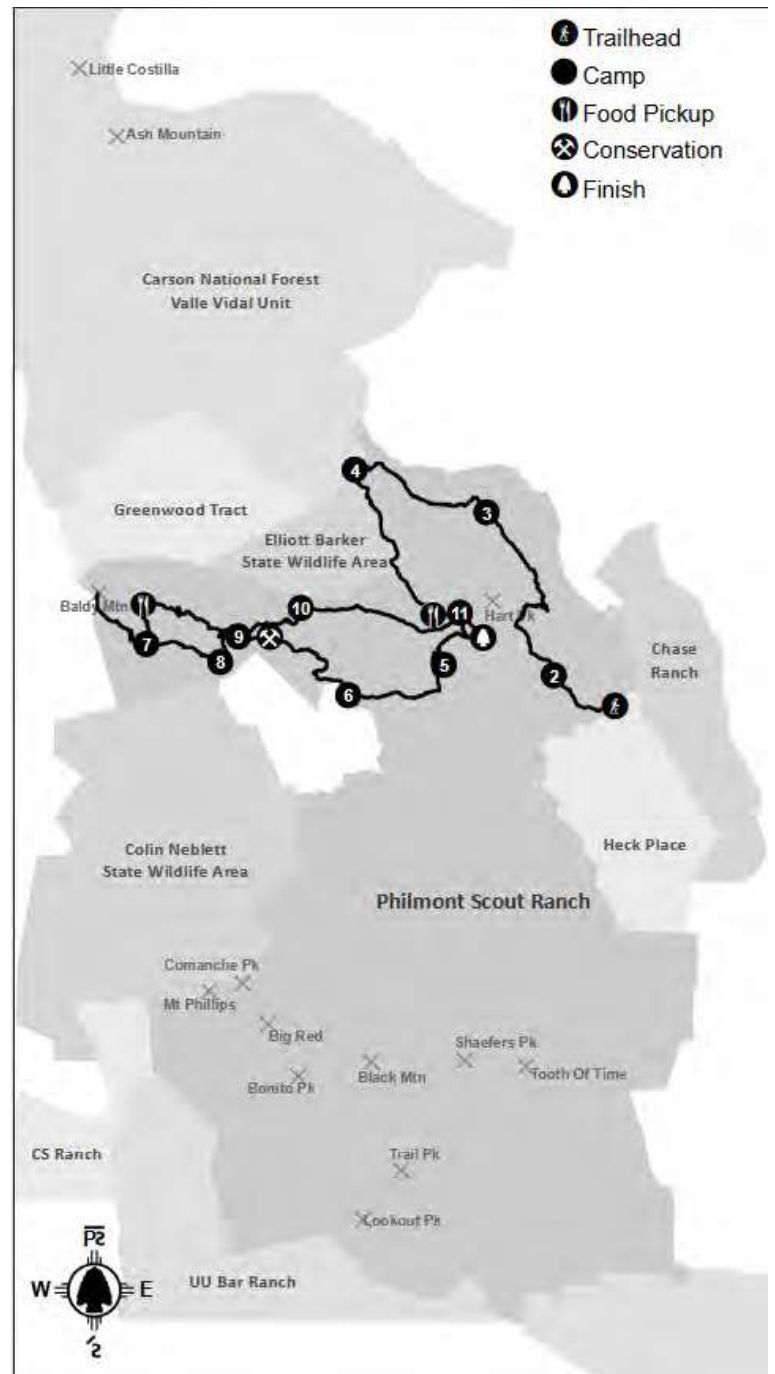 Trailhead
Camp
Food Pickup
Conservation
Finish
Little Costilla
Ash Mountain
Carson National Forest
Valle Vidal Unit
4
3
Greenwood Tract
Elliott Barker
State Wildlife Area
Baldy Mtn
10
11
Hart Pk
7
8
9
5
6
2
Chase
Ranch
Heck Place
Colin Neblett
State Wildlife Area
Philmont Scout Ranch
Comanche Pk
Mt Phillips
Big Red
Bonito Pk
Black Mtn
Shaefers Pk
Tooth Of Time
CS Ranch
Trail Pk
Lookout Pk
UU Bar Ranch
W
E